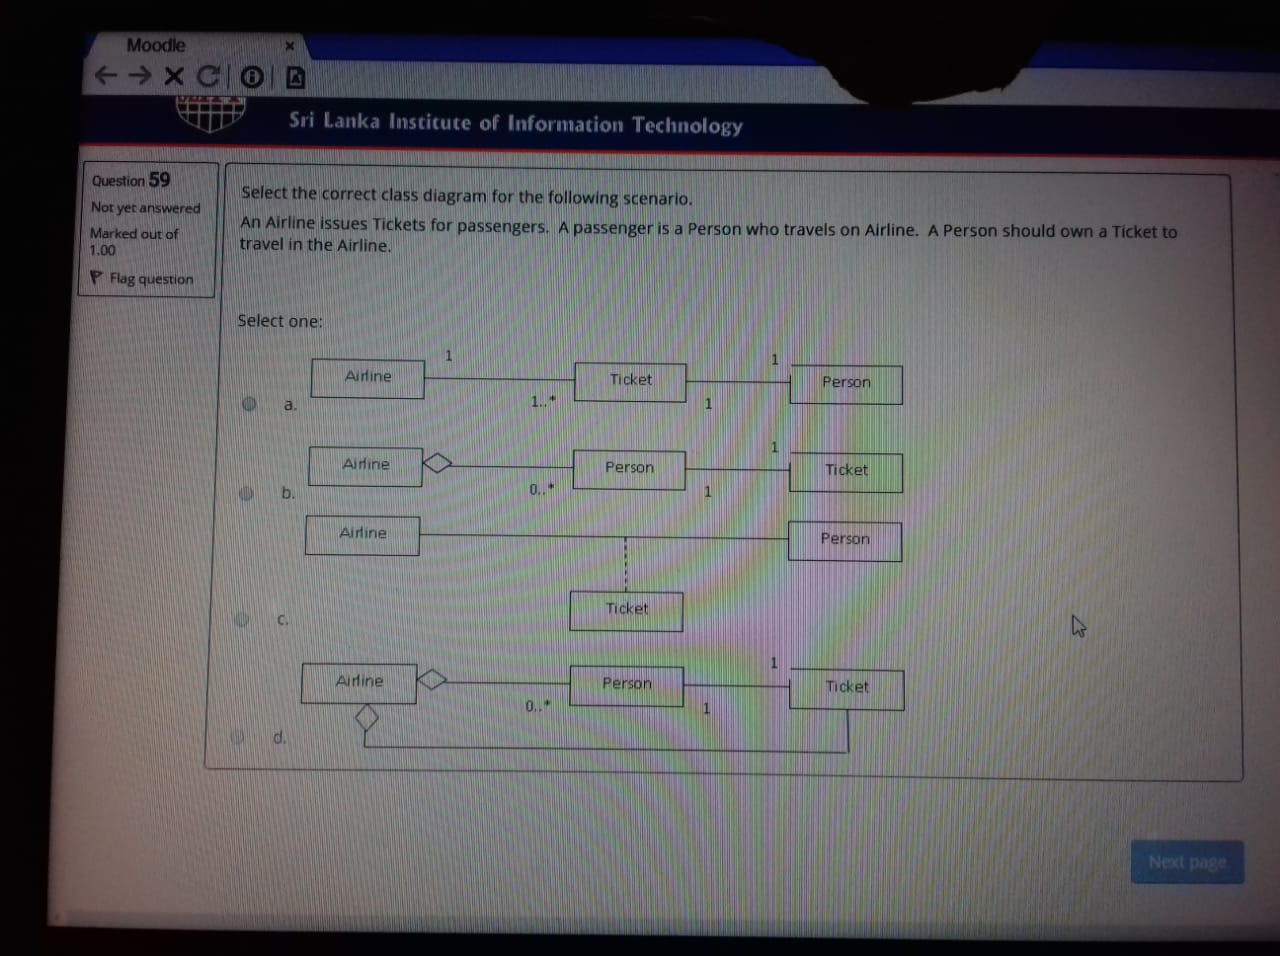 Moodle
Sri Lanka Institute of Information Technology
Question 59
Not yet answered
Marked out of
1.00
Flag question
Select the correct class diagram for the following scenario.
An Airline issues Tickets for passengers. A passenger is a Person who travels on Airline. A Person should own a Ticket to
travel in the Airline.
Select one:
a.
Airline 1 1..* Ticket 1 1 Person
b.
Airline 0..* Person 1 1 Ticket
c.
Airline Person
Ticket
d.
Airline 0..* Person 1 1 Ticket
Next page